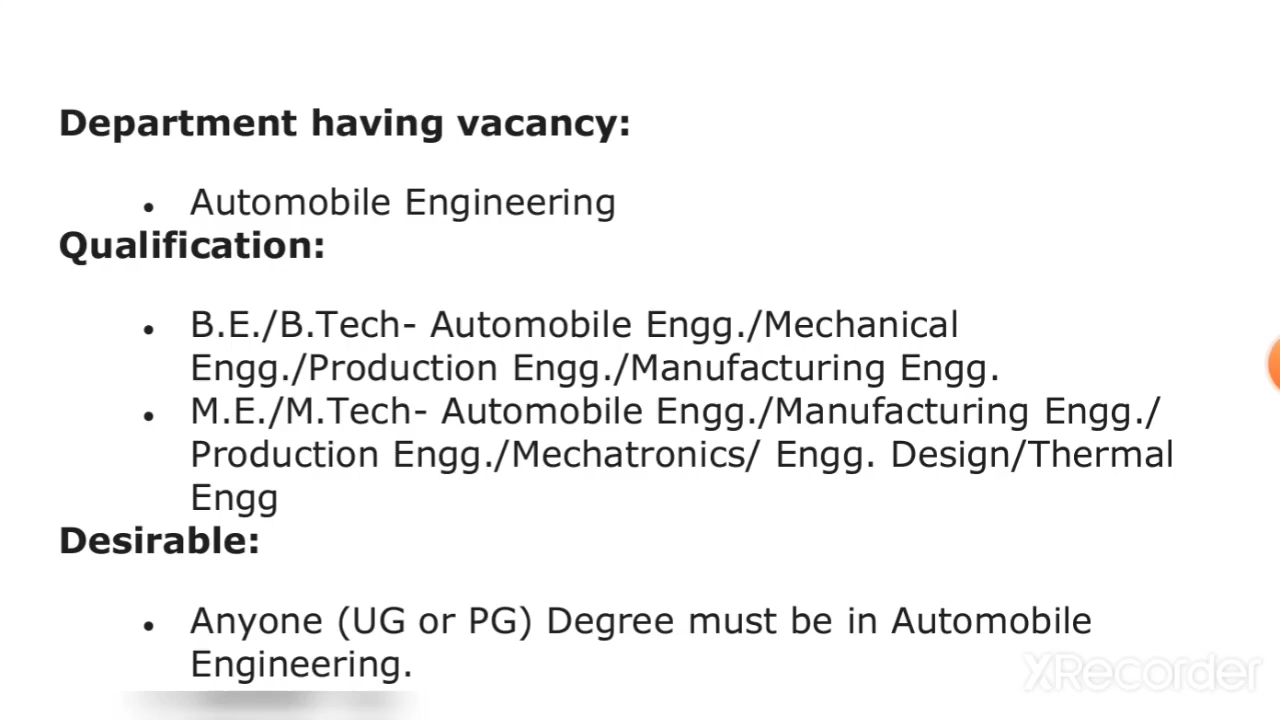 Department having vacancy:
• Automobile Engineering
Qualification:
• B.E./B.Tech- Automobile Engg./Mechanical
Engg./Production Engg./Manufacturing Engg.
• M.E./M.Tech- Automobile Engg./Manufacturing Engg./
Production Engg./Mechatronics/ Engg. Design/Thermal
Engg
Desirable:
• Anyone (UG or PG) Degree must be in Automobile
Engineering.
XRecorder